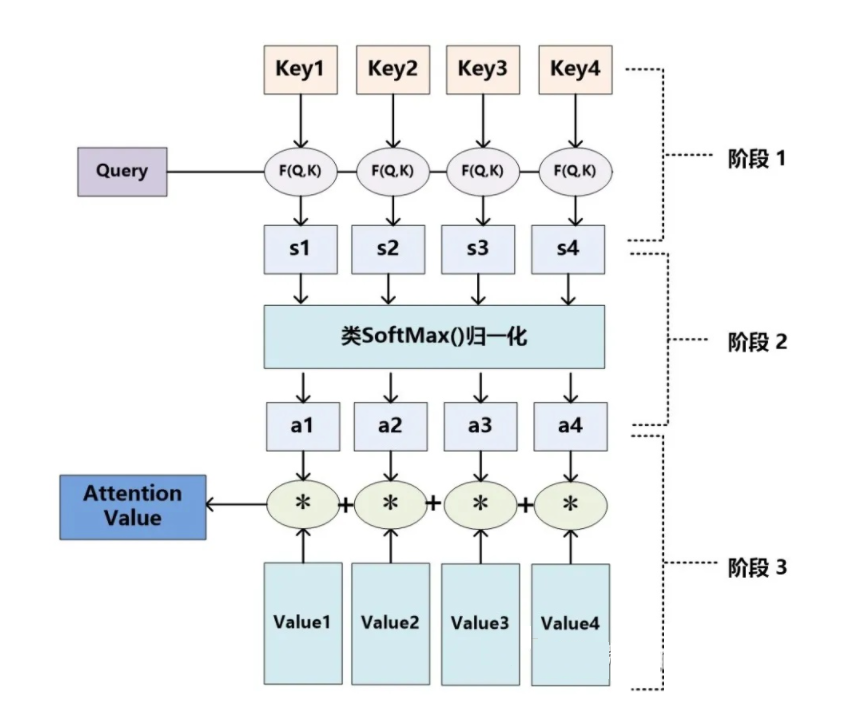 Key1 Key2 Key3 Key4
阶段 1
Query F(Q,K) F(Q,K) F(Q,K) F(Q,K)
s1 s2 s3 s4
类SoftMax()归一化
阶段 2
a1 a2 a3 a4
Attention
Value
* + * + * + *
阶段 3
Value1 Value2 Value3 Value4